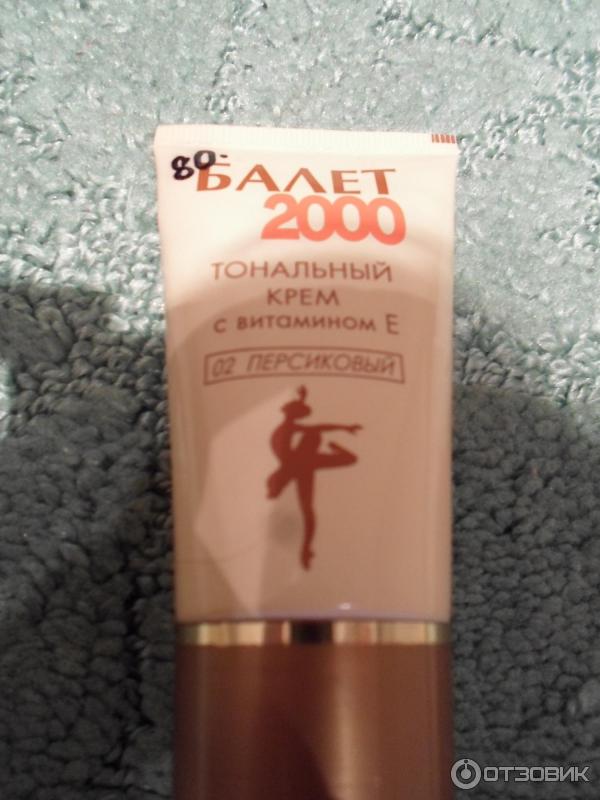 80.-
БАЛЕТ
2000
ТОНАЛЬНЫЙ
КРЕМ
С ВИТАМИНОМ Е
02 ПЕРСИКОВЫЙ
ОТЗОВИК